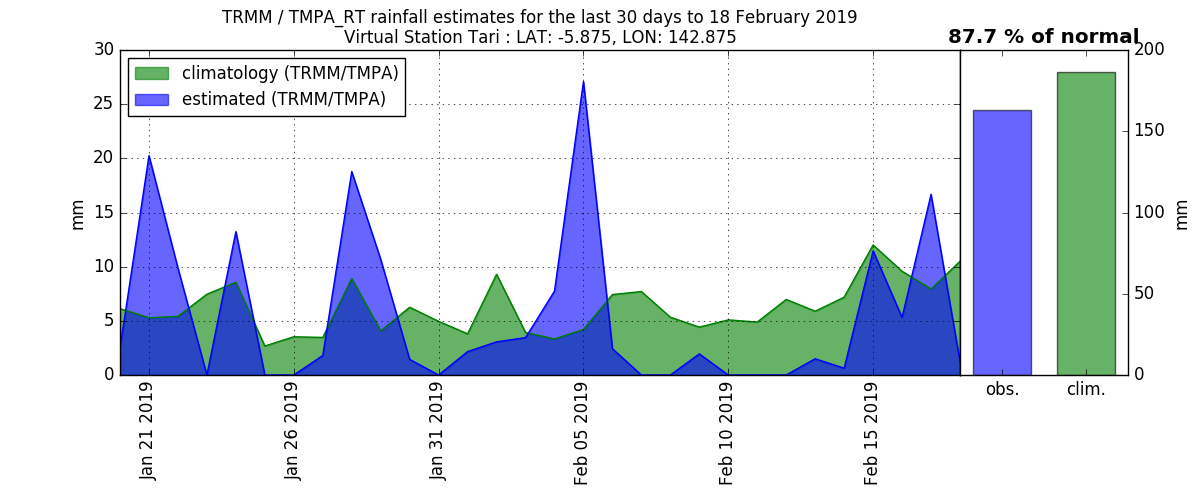 TRMM / TMPA_RT rainfall estimates for the last 30 days to 18 February 2019
Virtual Station Tari : LAT: -5.875, LON: 142.875
87.7 % of normal
climatology (TRMM/TMPA)
estimated (TRMM/TMPA)
mm
30
25
20
15
10
5
0
Jan 21 2019
Jan 26 2019
Jan 31 2019
Feb 05 2019
Feb 10 2019
Feb 15 2019
obs.
clim.
200
150
100
50
0
mm